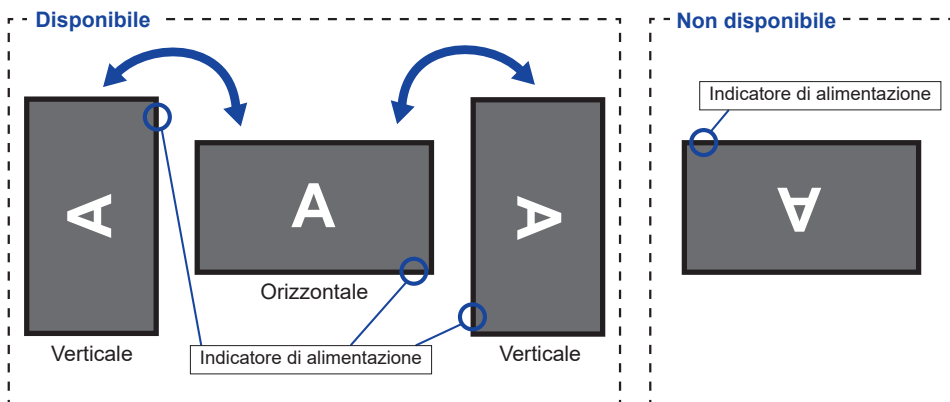 Disponibile
Non disponibile
Indicatore di alimentazione
A
A
A
A
Orizzontale
Verticale
Indicatore di alimentazione
Verticale